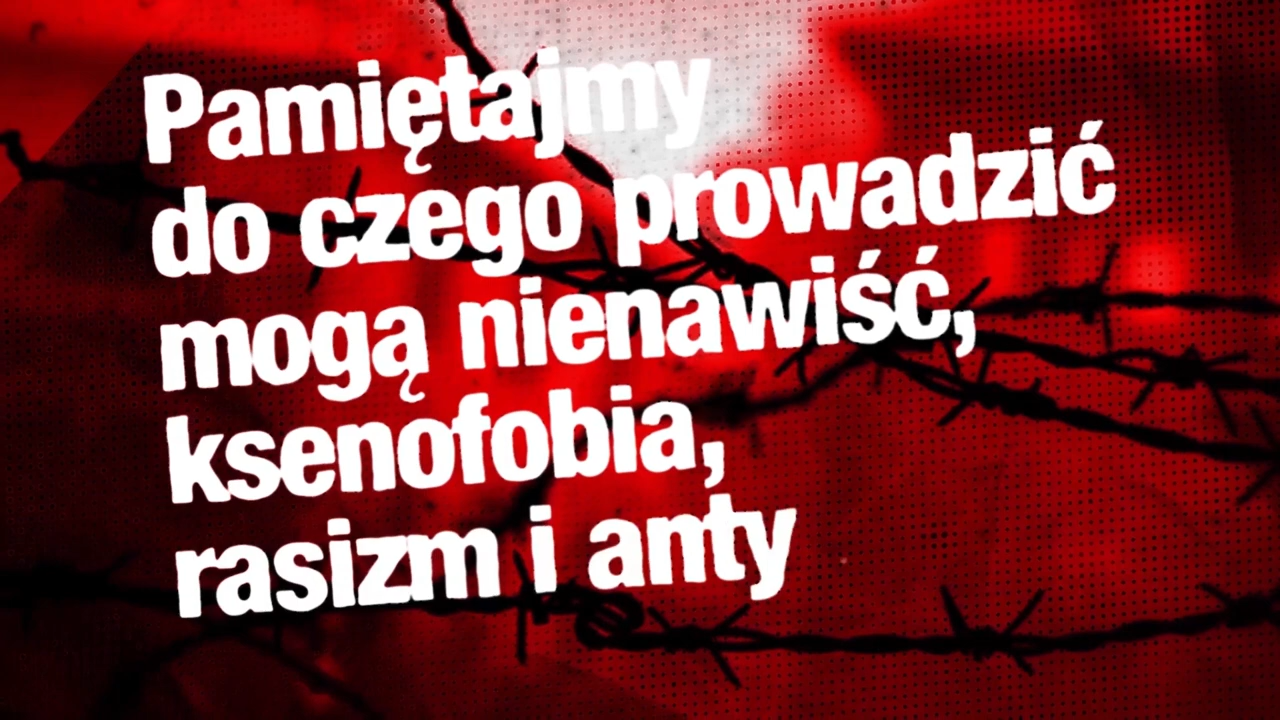 Pamiętajmy
do czego prowadzić
mogą nienawiść,
ksenofobia,
rasizm i anty